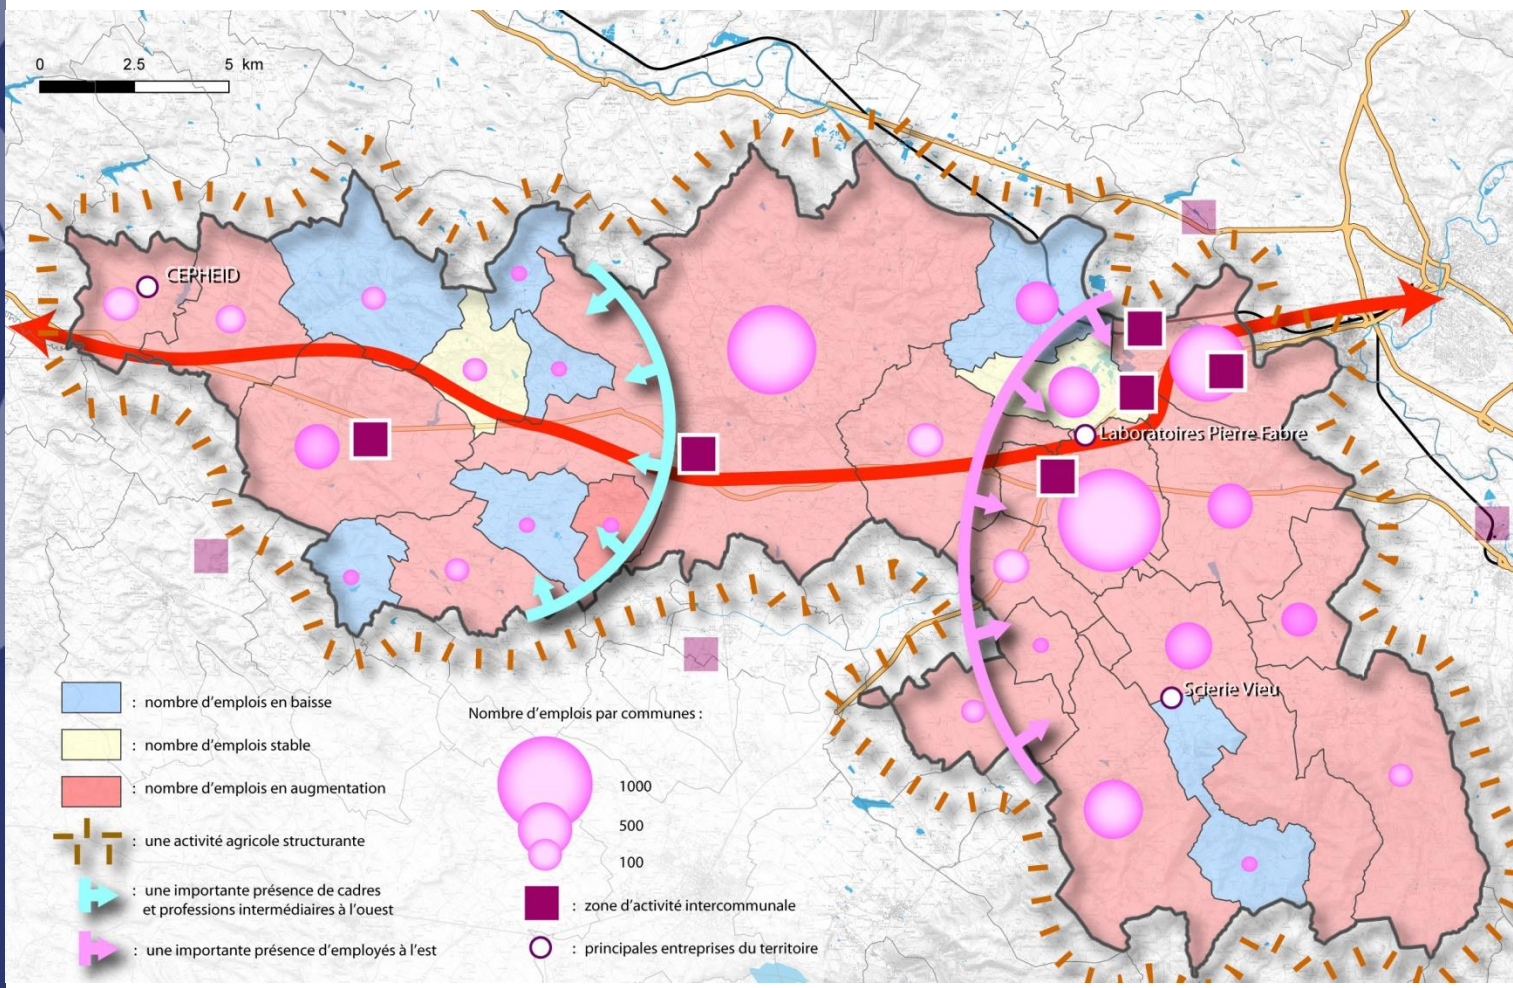 0 2.5 5 km
CEPHEID
Laboratoires Pierre Fabre
Scierie Vieu
: nombre d'emplois en baisse
: nombre d'emplois stable
: nombre d'emplois en augmentation
: une activité agricole structurante
: une importante présence de cadres
et professions intermédiaires à l'ouest
: une importante présence d'employés à l'est
Nombre d'emplois par communes :
1000
500
100
: zone d'activité intercommunale
: principales entreprises du territoire